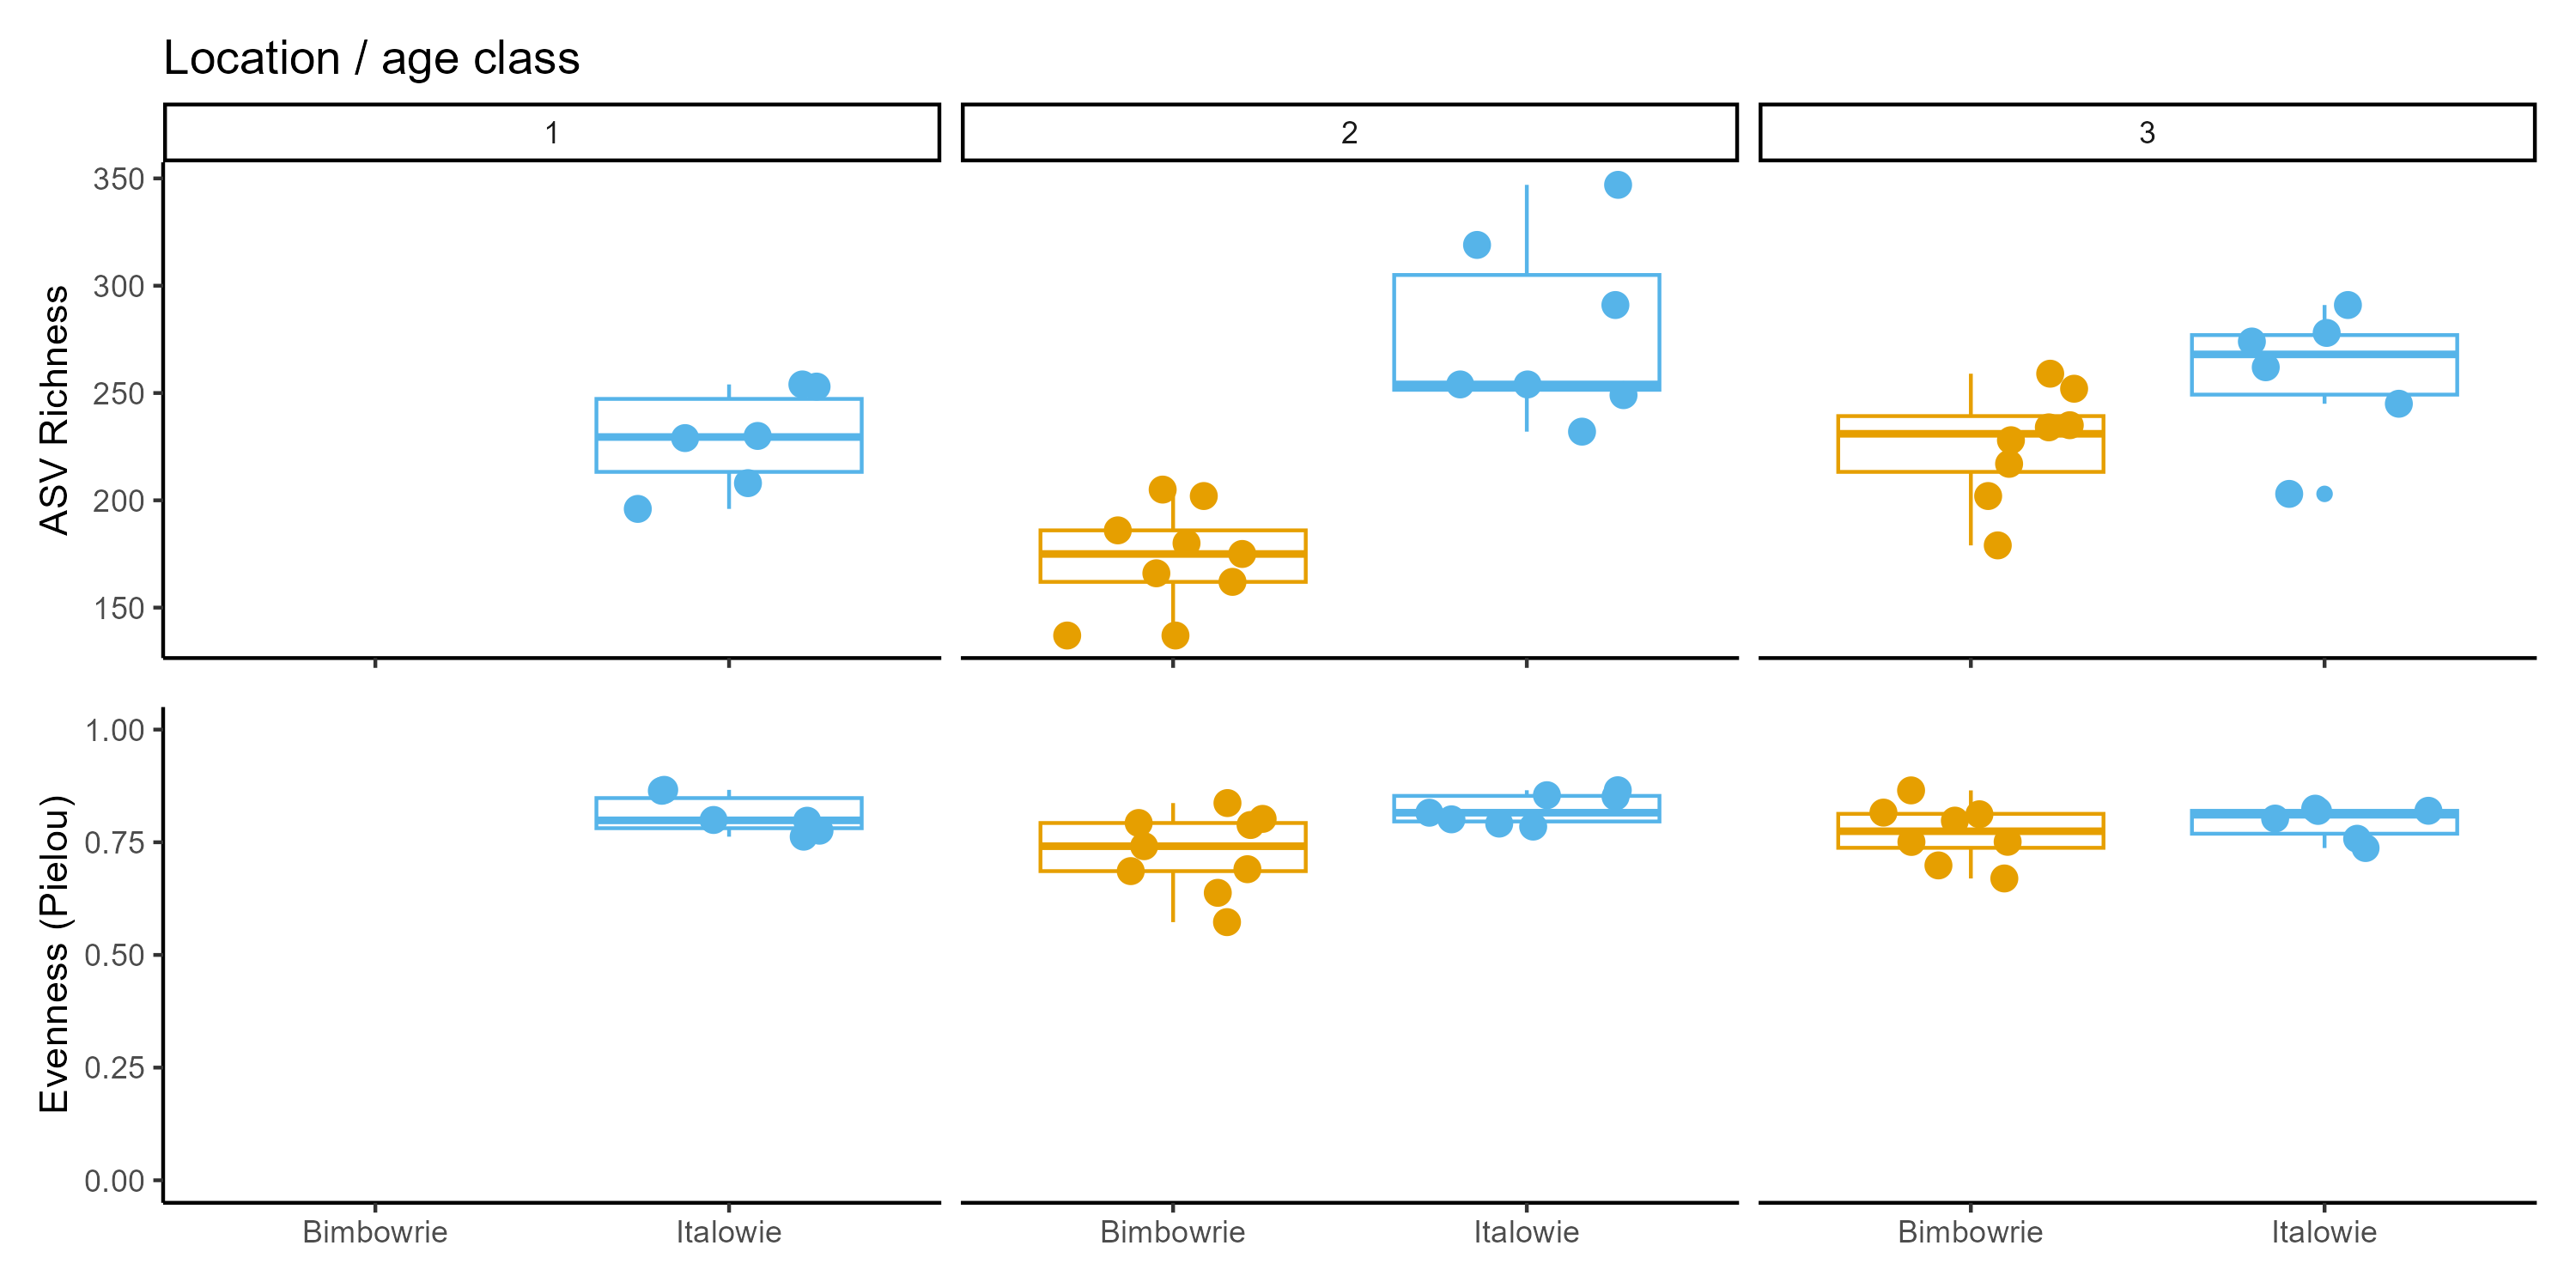 Location / age class
1 2 3
ASV Richness
350
300
250
200
150
Evenness (Pielou)
1.00
0.75
0.50
0.25
0.00
Bimbowrie Italowie Bimbowrie Italowie Bimbowrie Italowie